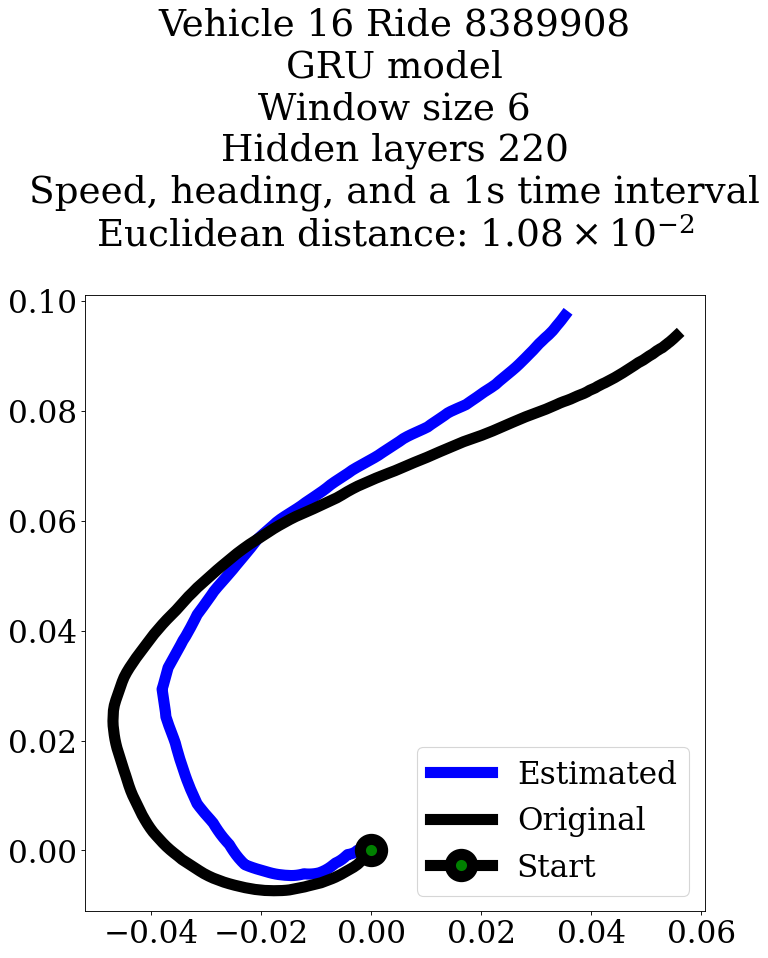 Vehicle 16 Ride 8389908
GRU model
Window size 6
Hidden layers 220
Speed, heading, and a 1s time interval
Euclidean distance: 1.08 × 10⁻²
0.10
0.08
0.06
0.04
0.02
0.00
Estimated
Original
Start
−0.04 −0.02 0.00 0.02 0.04 0.06